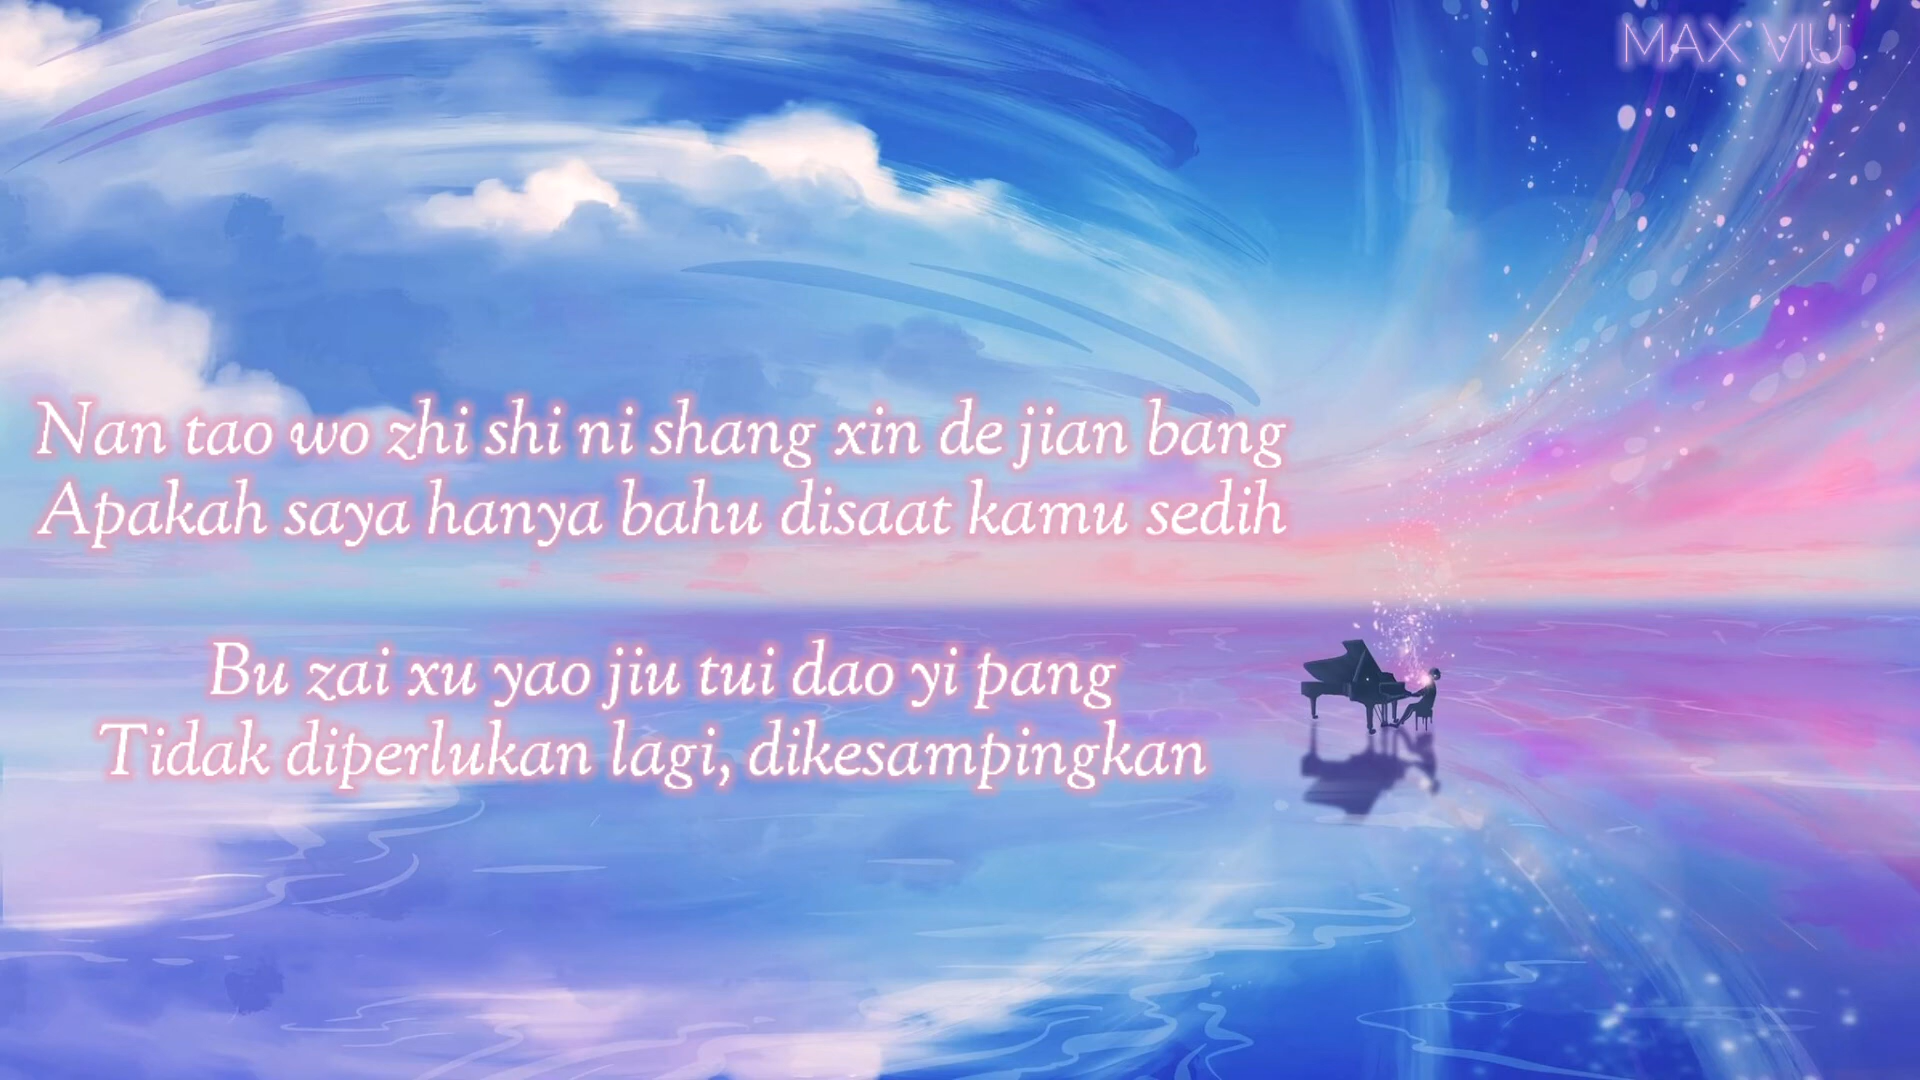 MAX VIU
Nan tao wo zhi shi ni shang xin de jian bang
Apakah saya hanya bahu disaat kamu sedih
Bu zai xu yao jiu tui dao yi pang
Tidak diperlukan lagi, dikesampingkan